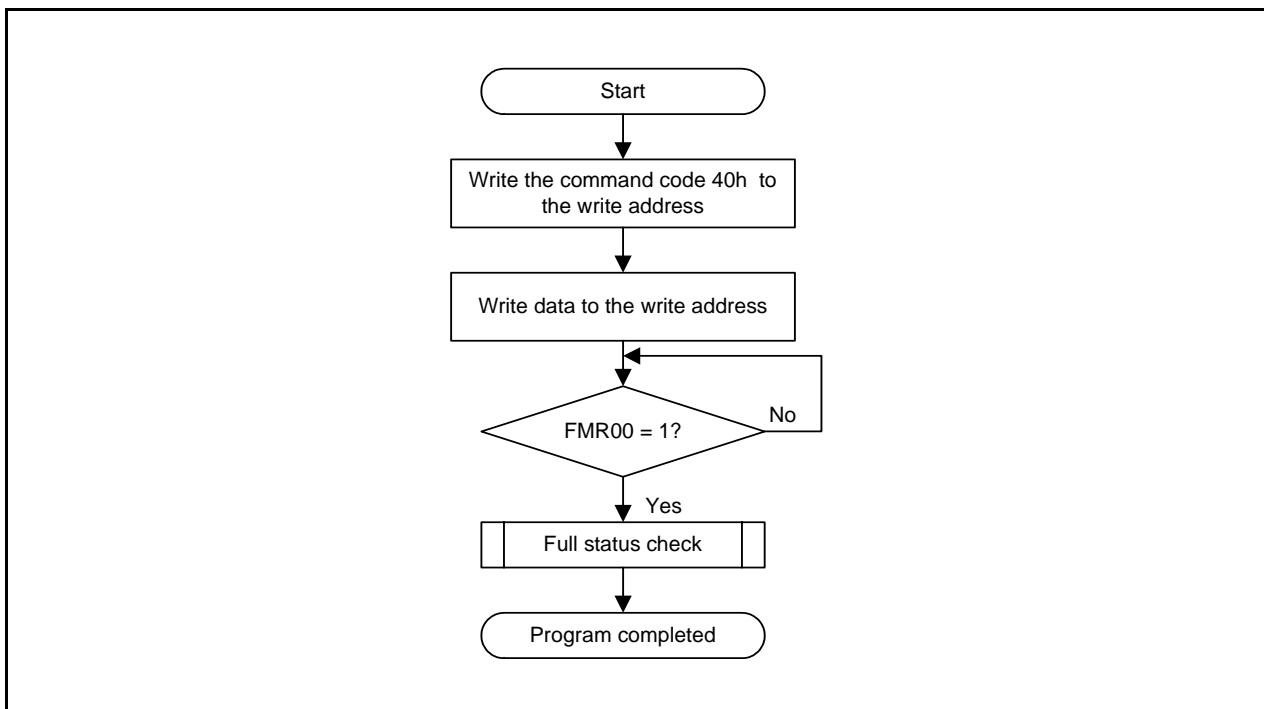 Start
Write the command code 40h to
the write address
Write data to the write address
FMR00 = 1?
No
Yes
Full status check
Program completed